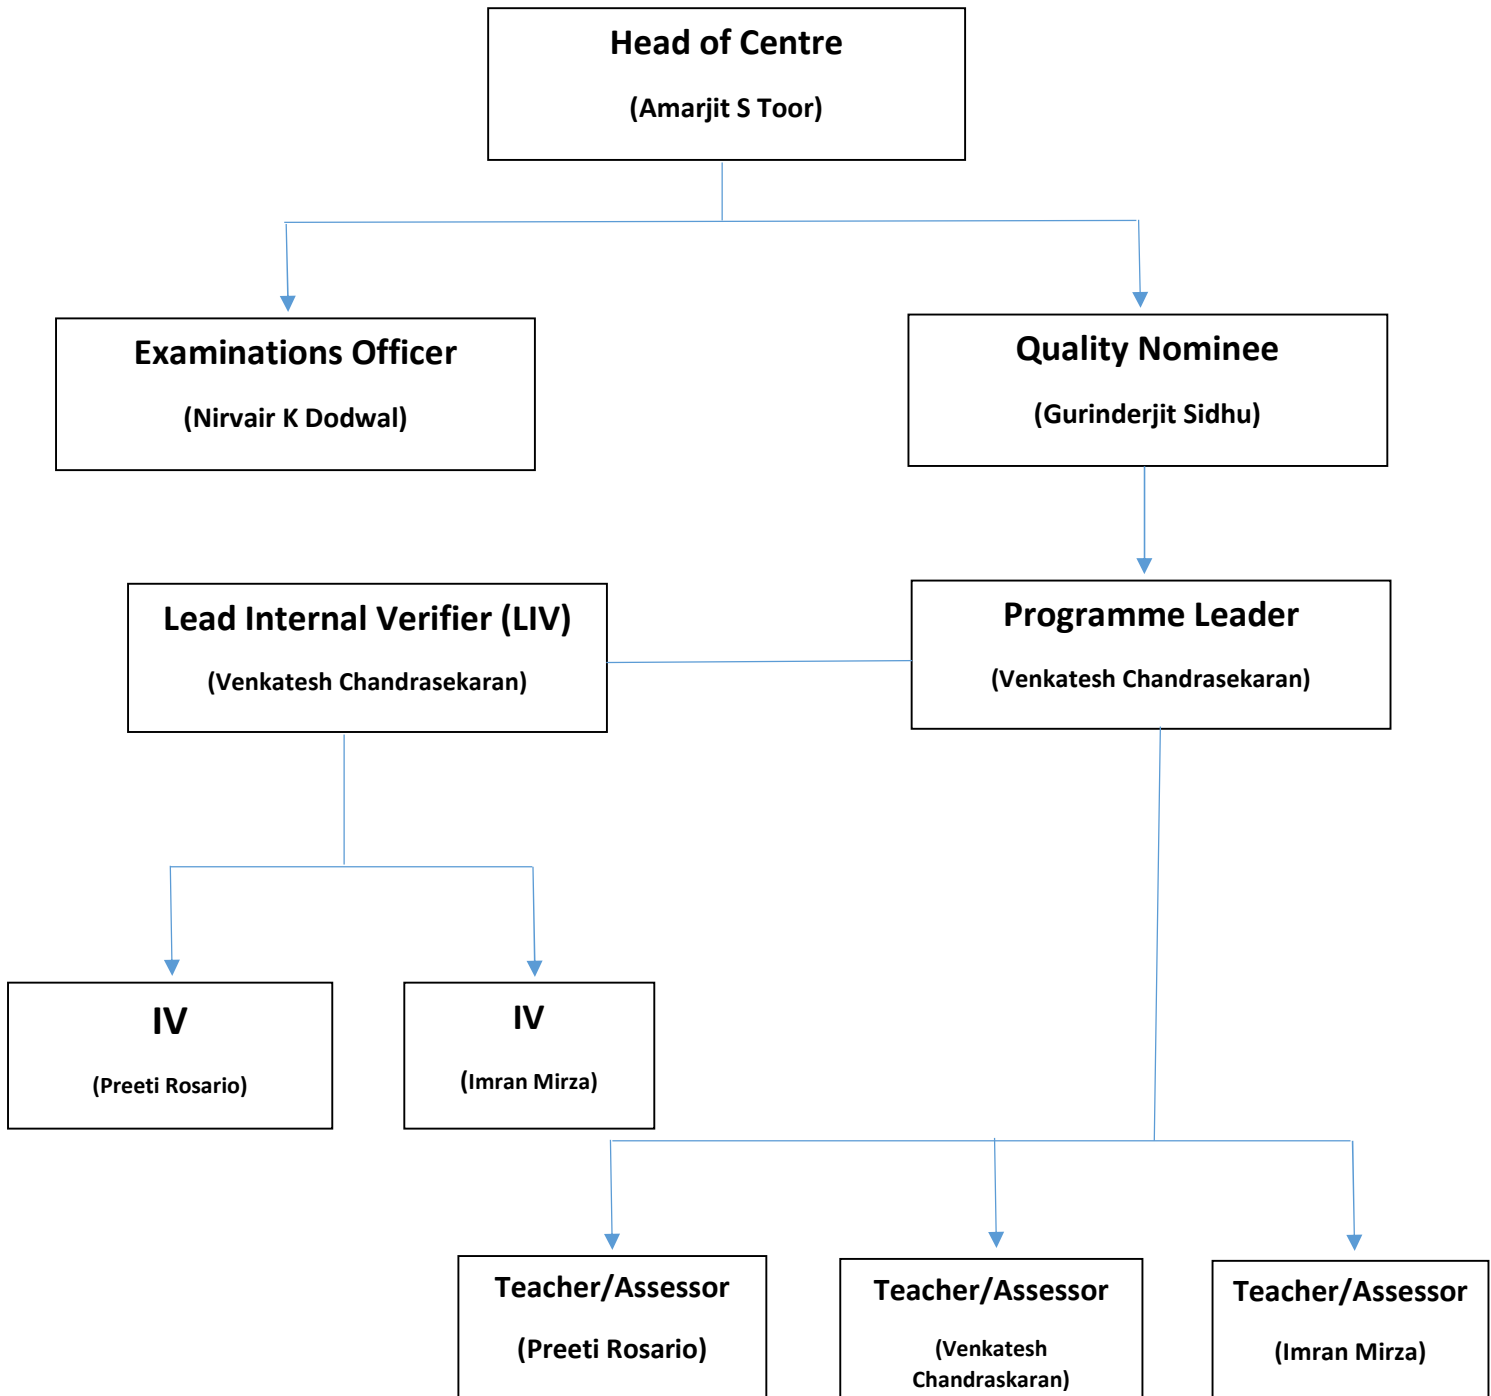 Head of Centre
(Amarjit S Toor)
Examinations Officer
(Nirvair K Dodwal)
Quality Nominee
(Gurinderjit Sidhu)
Lead Internal Verifier (LIV)
(Venkatesh Chandrasekaran)
Programme Leader
(Venkatesh Chandrasekaran)
IV
(Preeti Rosario)
IV
(Imran Mirza)
Teacher/Assessor
(Preeti Rosario)
Teacher/Assessor
(Venkatesh
Chandraskaran)
Teacher/Assessor
(Imran Mirza)